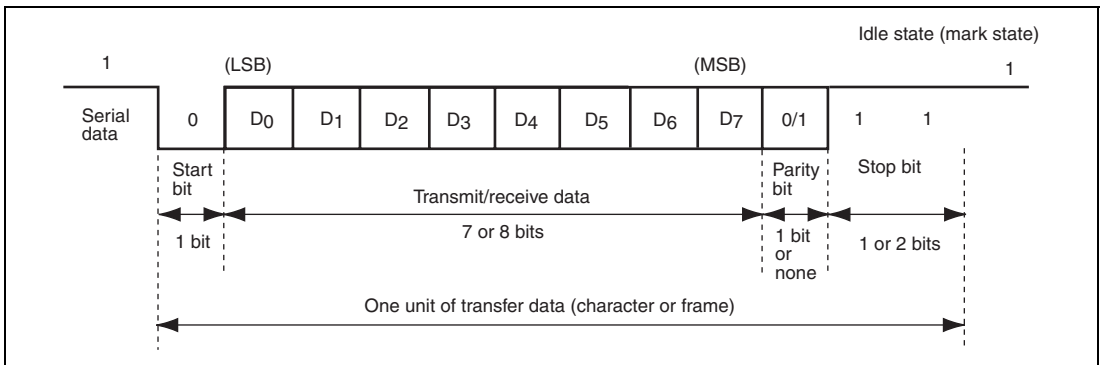 Idle state (mark state)
1 (LSB) (MSB) 1
Serial data
0 D0 D1 D2 D3 D4 D5 D6 D7 0/1 1 1
Start bit
Parity bit
Stop bit
Transmit/receive data
1 bit
7 or 8 bits
1 bit or none
1 or 2 bits
One unit of transfer data (character or frame)